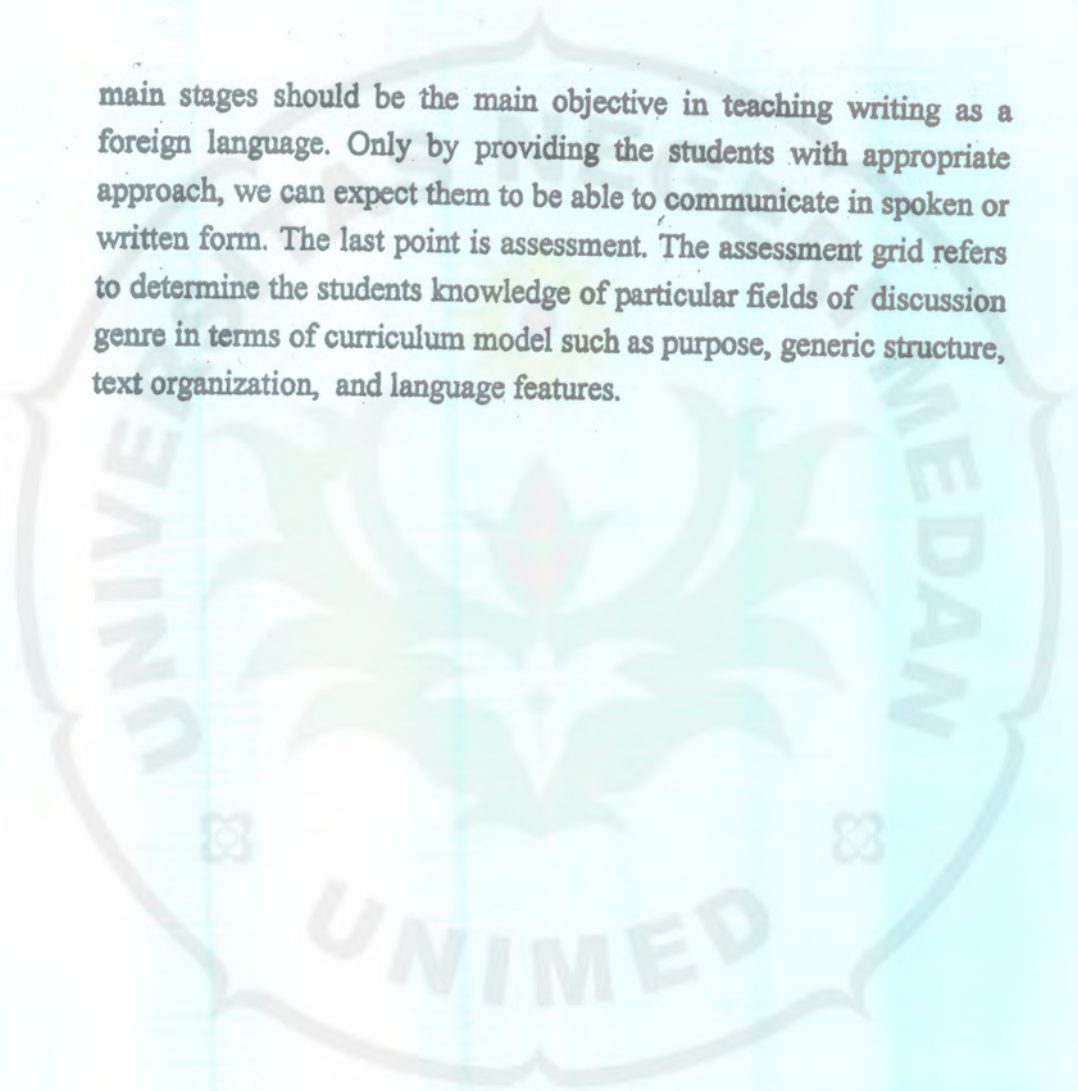 main stages should be the main objective in teaching writing as a
foreign language. Only by providing the students with appropriate
approach, we can expect them to be able to communicate in spoken or
written form. The last point is assessment. The assessment grid refers
to determine the students knowledge of particular fields of discussion
genre in terms of curriculum model such as purpose, generic structure,
text organization, and language features.
UNIVERSITAS NEGERI MEDAN
UNIMED